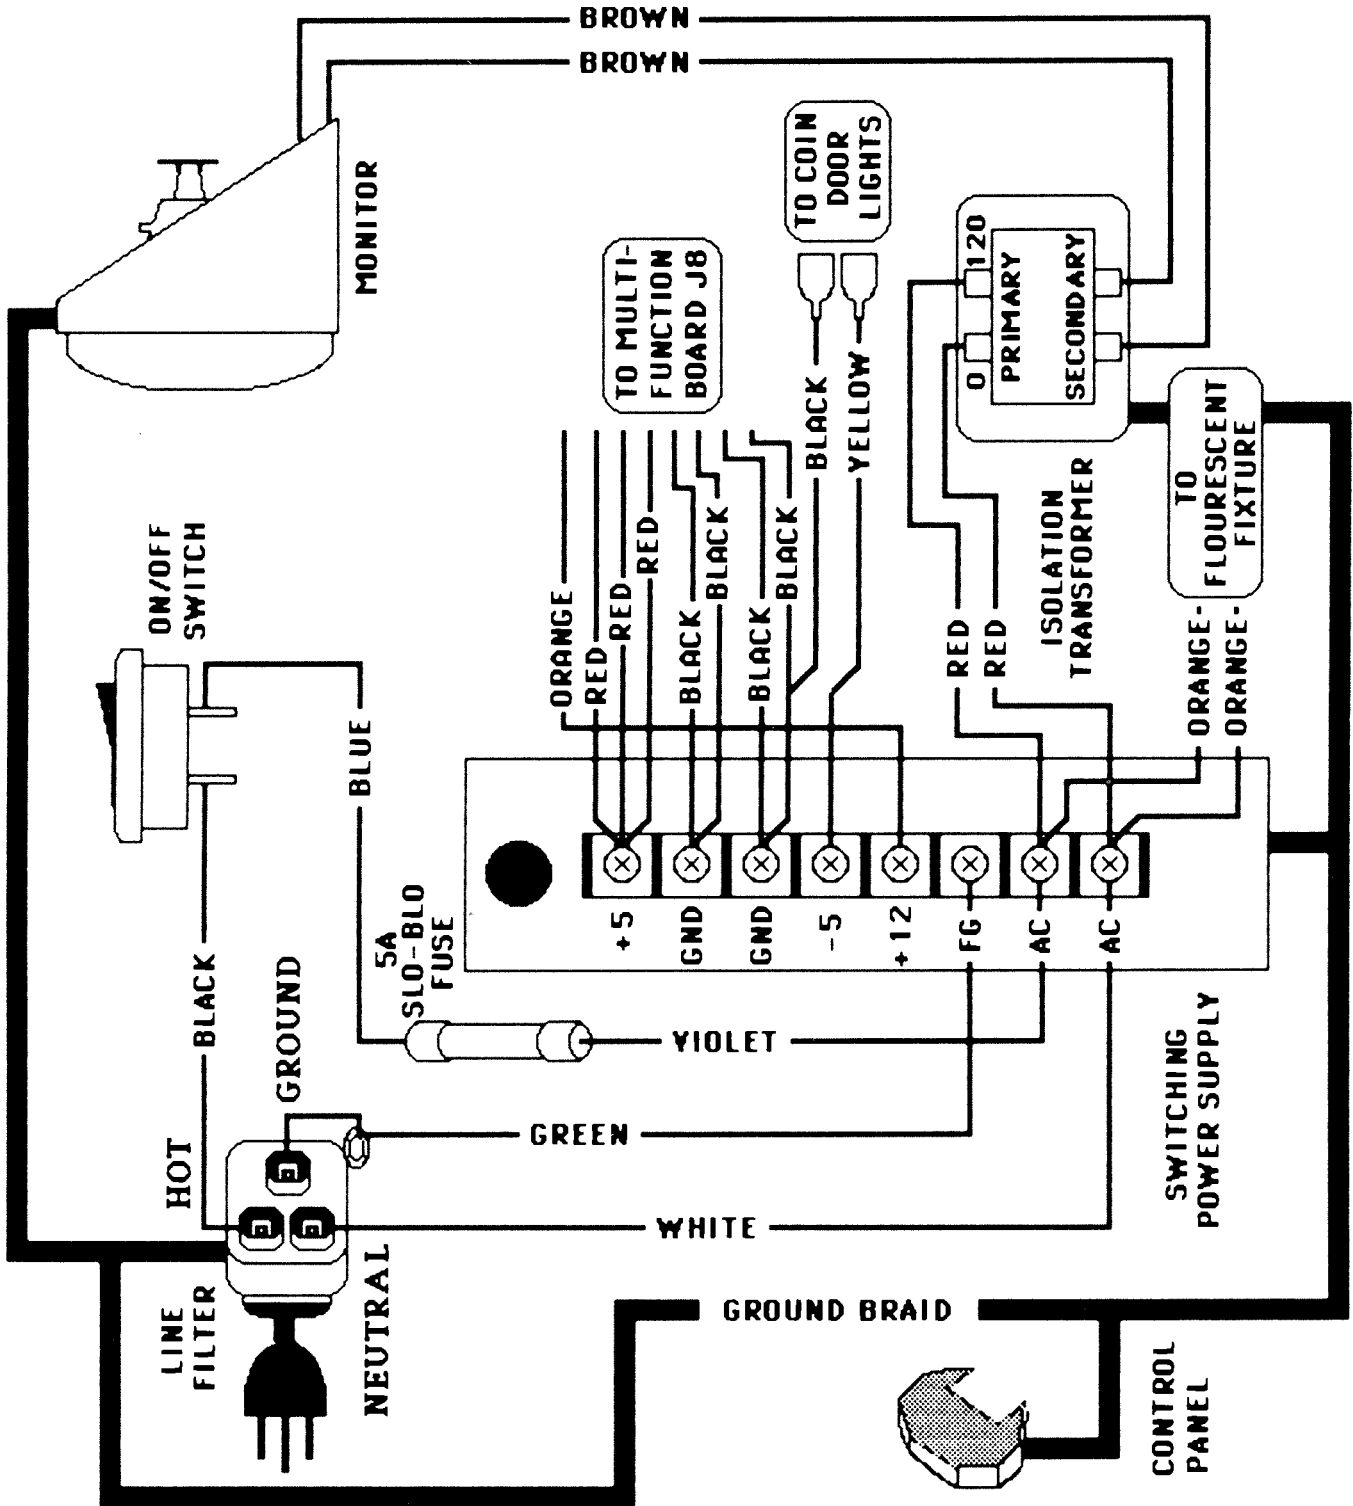 BROWN
BROWN
MONITOR
TO COIN
DOOR
LIGHTS
TO MULTI-
FUNCTION
BOARD J8
0
120
PRIMARY
SECONDARY
ISOLATION
TRANSFORMER
TO
FLOURESCENT
FIXTURE
ON/OFF
SWITCH
BLUE
BLACK
ORANGE
RED
RED
RED
BLACK
BLACK
BLACK
BLACK
BLACK
YELLOW
RED
RED
ORANGE-
ORANGE-
5A
SLO-BLO
FUSE
+5
GND
GND
-5
+12
FG
AC
AC
SWITCHING
POWER SUPPLY
VIOLET
GREEN
WHITE
GROUND
HOT
NEUTRAL
LINE
FILTER
GROUND BRAID
CONTROL
PANEL